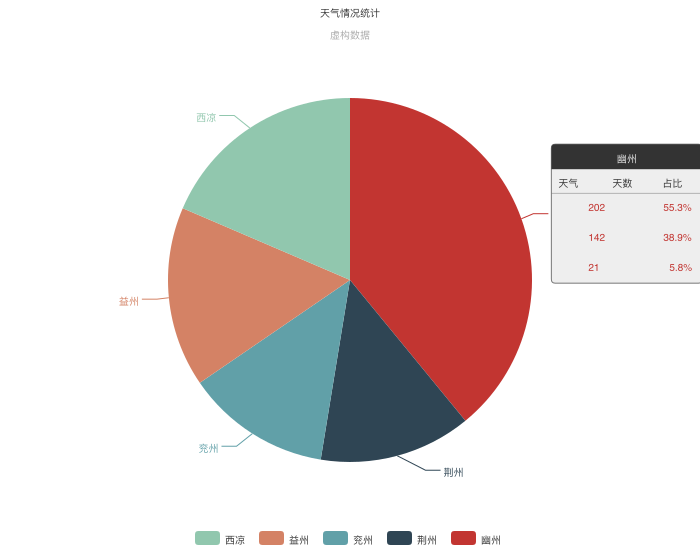 天气情况统计
虚构数据
西凉
幽州
天气 天数 占比
202 55.3%
142 38.9%
21 5.8%
益州
兖州
荆州
西凉 益州 兖州 荆州 幽州